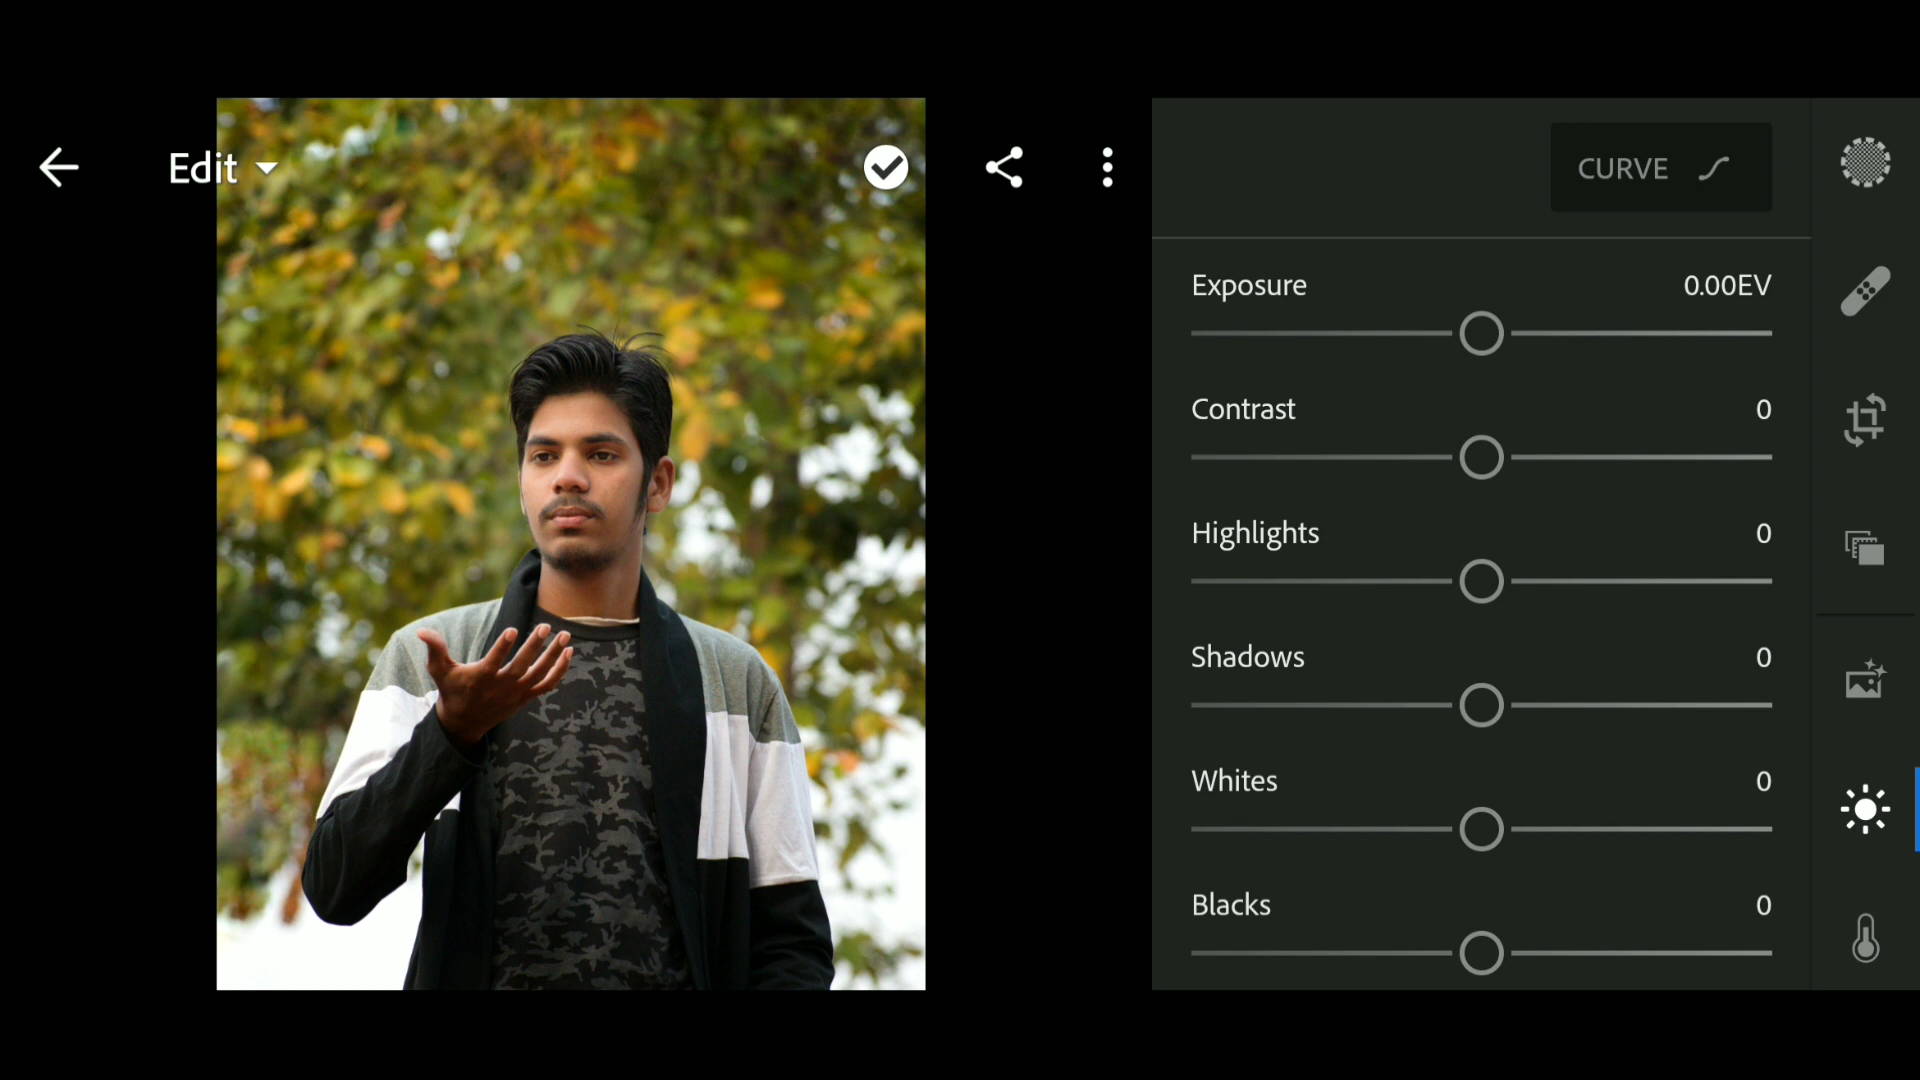 Edit
CURVE
Exposure 0.00EV
Contrast 0
Highlights 0
Shadows 0
Whites 0
Blacks 0